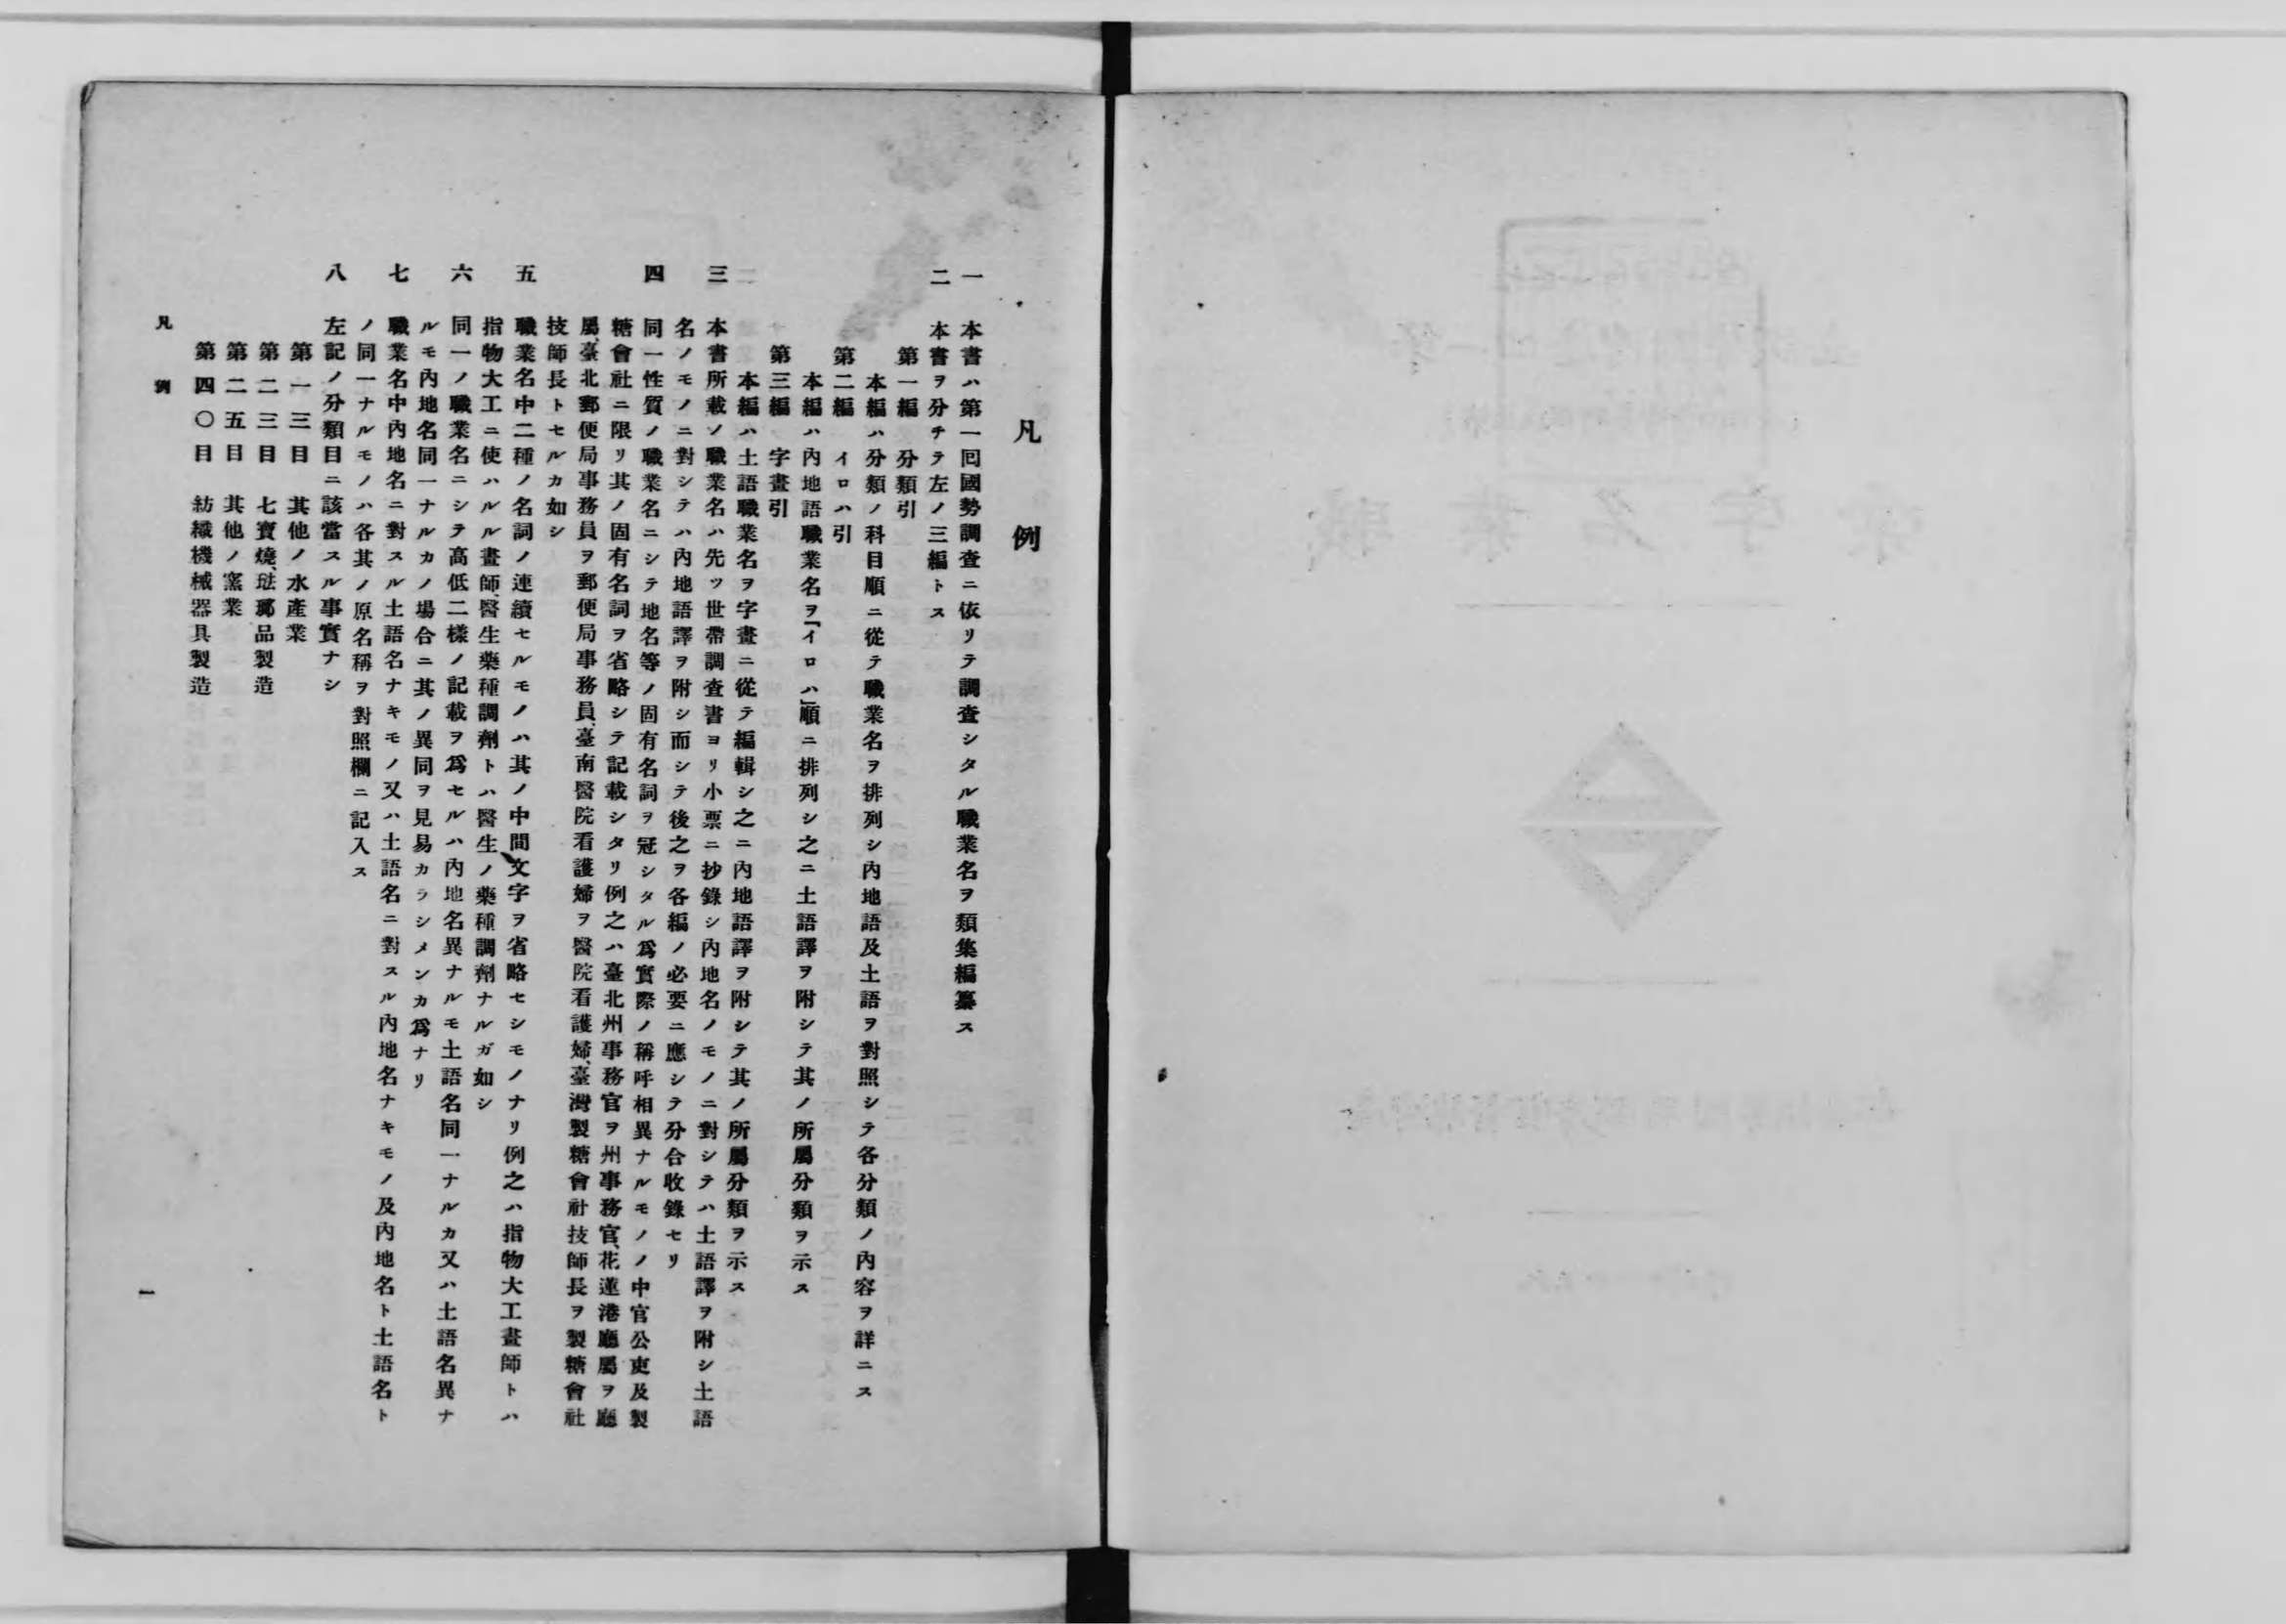 凡例
一 本書ハ第一回國勢調查ニ依リテ調查シタル職業名ヲ類集編纂ス
二 本書ヲ分チテ左ノ三編トス
第一編 分類引
本編ハ分類ノ科目順ニ從テ職業名ヲ排列シ內地語及土語ヲ對照シテ各分類ノ內容ヲ詳ニス
第二編 イロハ引
本編ハ內地語職業名ヲ「イロハ」順ニ排列シ之ニ土語譯ヲ附シテ其ノ所屬分類ヲ示ス
第三編 字畫引
本編ハ土語職業名ヲ字畫ニ從テ編輯シ之ニ內地語譯ヲ附シテ其ノ所屬分類ヲ示ス
三 本書所載ノ職業名ハ先ツ世帶調查書ヨリ小票ニ抄錄シ內地名ノモノニ對シテハ土語譯ヲ附シ土語
名ノモノニ對シテハ內地語譯ヲ附シ而シテ後之ヲ各編ノ必要ニ應シテ分合收錄セリ
四 同一性質ノ職業名ニシテ地名等ノ固有名詞ヲ冠シタル爲實際ノ稱呼相異ナルモノノ中官公吏及製
糖會社ニ限リ其ノ固有名詞ヲ省略シテ記載シタリ例之ハ臺北州事務官ヲ州事務官、花蓮港廳屬ヲ廳
屬、臺北郵便局事務員ヲ郵便局事務員、臺南醫院看護婦ヲ醫院看護婦、臺灣製糖會社技師長ヲ製糖會社
技師長トセルカ如シ
五 職業名中二種ノ名詞ノ連續セルモノハ其ノ中間文字ヲ省略セシモノナリ例之ハ指物大工畫師トハ
指物大工ニ使ハルル畫師、醫生藥種調劑トハ醫生ノ藥種調劑ナルガ如シ
六 同一ノ職業名ニシテ高低二樣ノ記載ヲ爲セルハ內地名異ナルモ土語名同一ナルカ又ハ土語名異ナ
ルモ內地名同一ナルカノ場合ニ其ノ異同ヲ見易カラシメンカ爲ナリ
七 職業名中內地名ニ對スル土語名ナキモノ又ハ土語名ニ對スル內地名ナキモノ及內地名ト土語名ト
ノ同一ナルモノハ各其ノ原名稱ヲ對照欄ニ記入ス
八 左記ノ分類目ニ該當スル事實ナシ
第一三目 其他ノ水產業
第二三目 七寶燒、琺瑯品製造
第二五目 其他ノ窯業
第四〇目 紡織機械器具製造
凡例
一